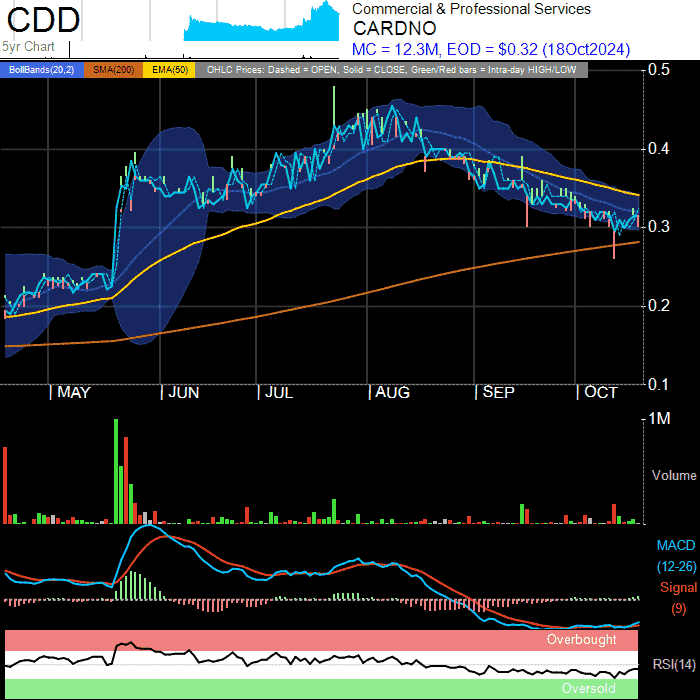 CDD
5yr Chart
Commercial & Professional Services
CARDNO
MC = 12.3M, EOD = $0.32 (18Oct2024)
BollBands(20,2) SMA(200) EMA(50) OHLC Prices: Dashed = OPEN, Solid = CLOSE, Green/Red bars = Intra-day HIGH/LOW
0.5
0.4
0.3
0.2
0.1
MAY JUN JUL AUG SEP OCT
1M
Volume
MACD
(12-26)
Signal
(9)
Overbought
RSI(14)
Oversold